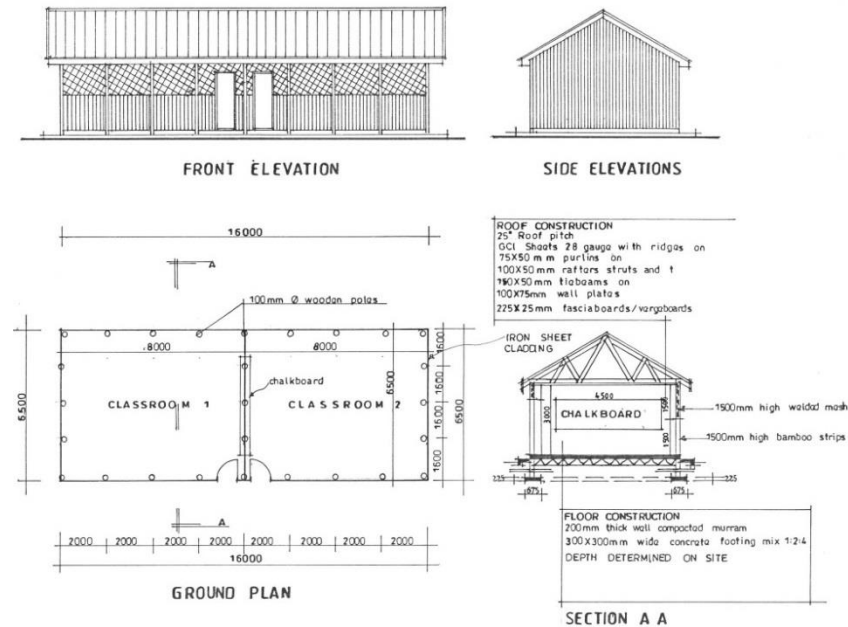 FRONT ELEVATION
SIDE ELEVATIONS
16000
A
100mm Ø wooden poles
8000
8000
chalkboard
CLASSROOM 1
CLASSROOM 2
6500
6500
6500
1600
1600
1600
1600
IRON SHEET
CLADDING
A
2000 2000 2000 2000 2000 2000 2000 2000
16000
GROUND PLAN
ROOF CONSTRUCTION
25° Roof pitch
GCI Sheets 28 gauge with ridges on
75X50 mm purlins on
100X50 mm rafters struts and t
150X50mm tiebeams on
100X75mm wall plates
225X25mm fasciaboards/vergeboards
4500
3000
CHALKBOARD
1500
1500
1500mm high welded mesh
1500mm high bamboo strips
225
225
675
675
FLOOR CONSTRUCTION
200mm thick wall compacted murram
300X300mm wide concrete footing mix 1:2:4
DEPTH DETERMINED ON SITE
SECTION A A